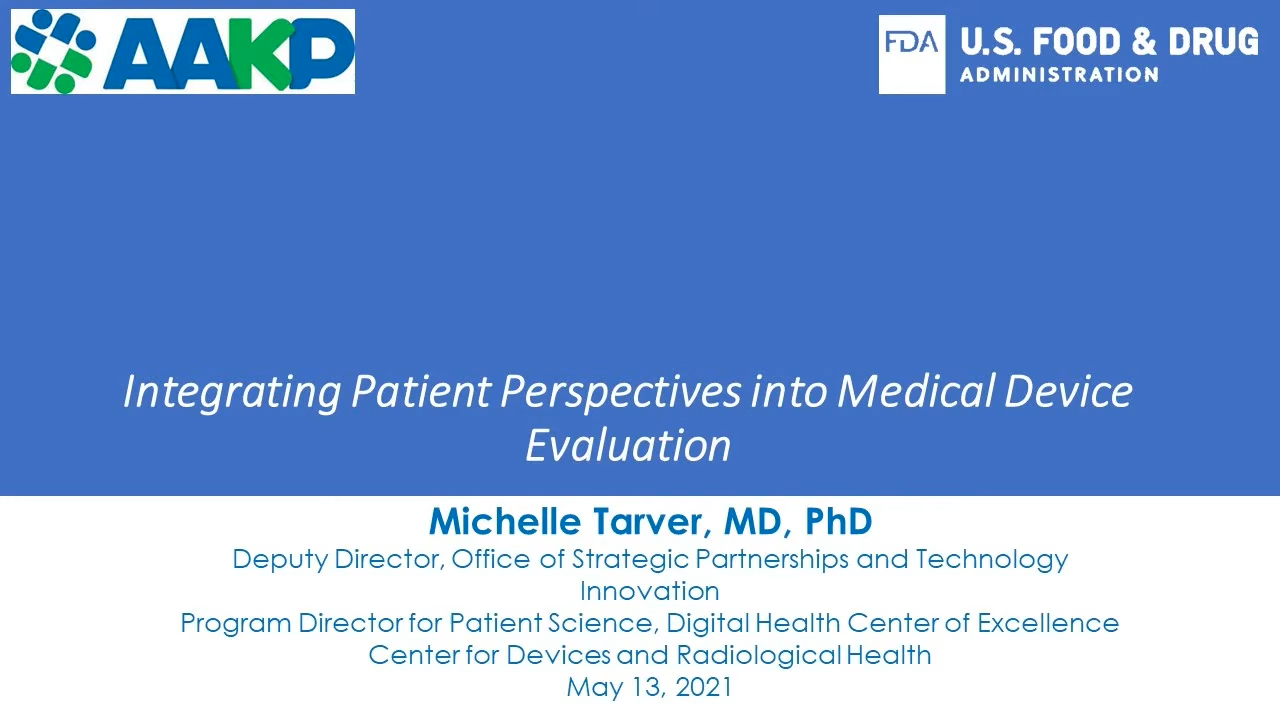 AAKP
FDA
U.S. FOOD & DRUG
ADMINISTRATION
Integrating Patient Perspectives into Medical Device
Evaluation
Michelle Tarver, MD, PhD
Deputy Director, Office of Strategic Partnerships and Technology
Innovation
Program Director for Patient Science, Digital Health Center of Excellence
Center for Devices and Radiological Health
May 13, 2021